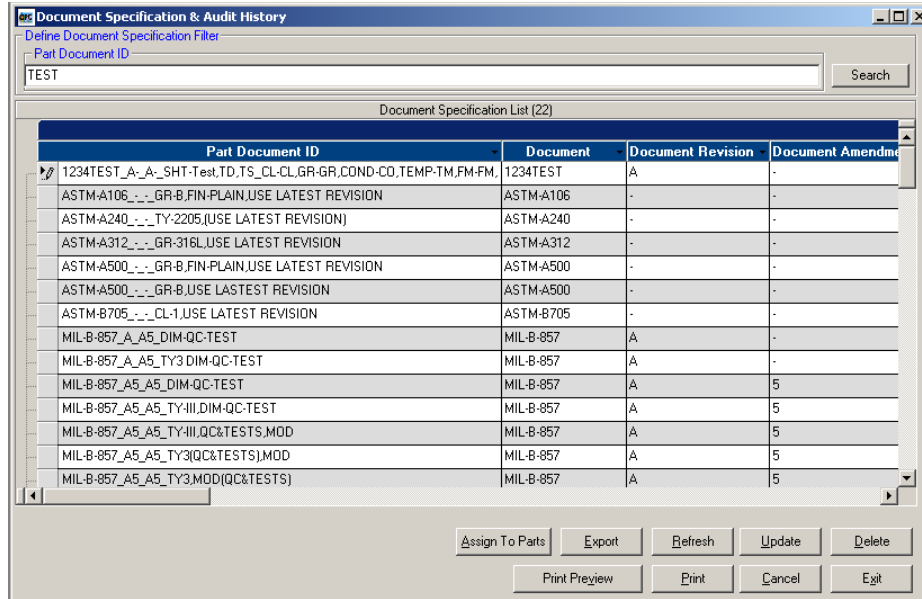 QRC Document Specification & Audit History
Define Document Specification Filter
Part Document ID
TEST
Search
Document Specification List (22)
Part Document ID Document Document Revision Document Amendme
1234TEST_A-_A-_SHT-Test,TD,TS_CL-CL,GR-GR,COND-CO,TEMP-TM,FM-FM, 1234TEST A -
ASTM-A106_-_-_GR-B,FIN-PLAIN,USE LATEST REVISION ASTM-A106 - -
ASTM-A240_-_-_TY-2205,(USE LATEST REVISION) ASTM-A240 - -
ASTM-A312_-_-_GR-316L,USE LATEST REVISION ASTM-A312 - -
ASTM-A500_-_-_GR-B,FIN-PLAIN,USE LATEST REVISION ASTM-A500 - -
ASTM-A500_-_-_GR-B,USE LASTEST REVISION ASTM-A500 - -
ASTM-B705_-_-_CL-1,USE LATEST REVISION ASTM-B705 - -
MIL-B-857_A_A5_DIM-QC-TEST MIL-B-857 A -
MIL-B-857_A_A5_TY3 DIM-QC-TEST MIL-B-857 A -
MIL-B-857_A5_A5_DIM-QC-TEST MIL-B-857 A 5
MIL-B-857_A5_A5_TY-III,DIM-QC-TEST MIL-B-857 A 5
MIL-B-857_A5_A5_TY-III,QC&TESTS,MOD MIL-B-857 A 5
MIL-B-857_A5_A5_TY3(QC&TESTS),MOD MIL-B-857 A 5
MIL-B-857_A5_A5_TY3,MOD(QC&TESTS) MIL-B-857 A 5
Assign To Parts Export Refresh Update Delete
Print Preview Print Cancel Exit